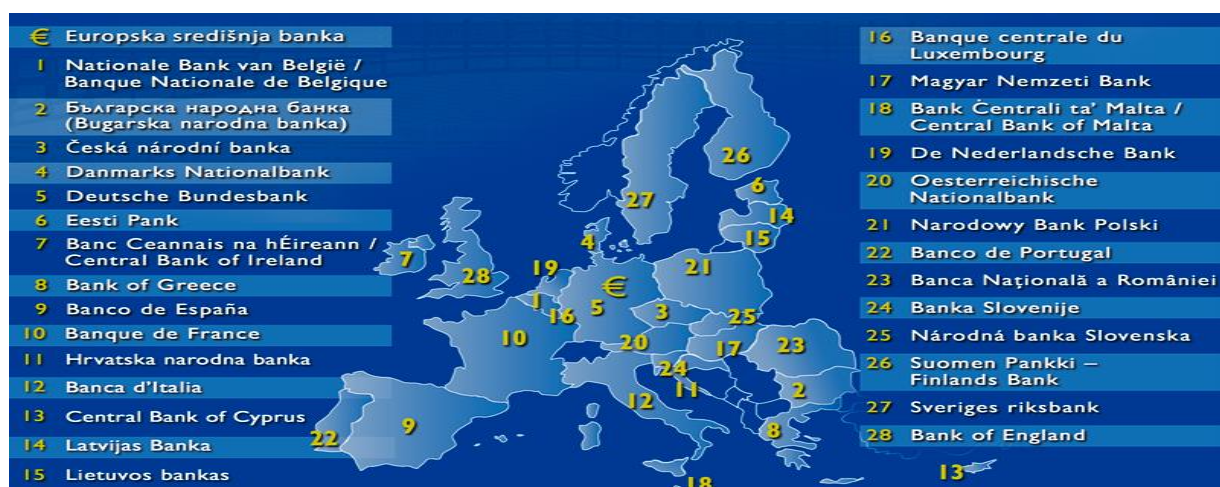 € Europska središnja banka
1 Nationale Bank van België /
Banque Nationale de Belgique
2 Българска народна банка
(Bugarska narodna banka)
3 Česká národní banka
4 Danmarks Nationalbank
5 Deutsche Bundesbank
6 Eesti Pank
7 Banc Ceannais na hÉireann /
Central Bank of Ireland
8 Bank of Greece
9 Banco de España
10 Banque de France
11 Hrvatska narodna banka
12 Banca d'Italia
13 Central Bank of Cyprus
14 Latvijas Banka
15 Lietuvos bankas
26
27
6
14
15
4
7
28
19
21
€
1
16
5
3
25
10
20
17
23
24
11
2
12
9
22
8
18
13
16 Banque centrale du
Luxembourg
17 Magyar Nemzeti Bank
18 Bank Ċentrali ta' Malta /
Central Bank of Malta
19 De Nederlandsche Bank
20 Oesterreichische
Nationalbank
21 Narodowy Bank Polski
22 Banco de Portugal
23 Banca Naţională a României
24 Banka Slovenije
25 Národná banka Slovenska
26 Suomen Pankki –
Finlands Bank
27 Sveriges riksbank
28 Bank of England